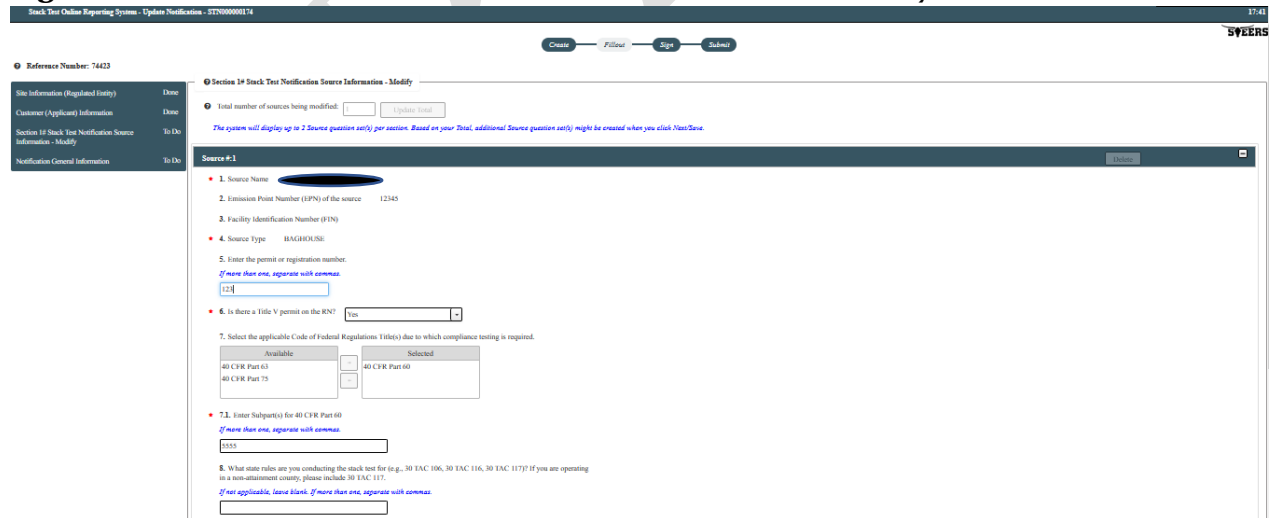 Stack Test Online Reporting System - Update Notification - STN000000174
17:41
STEERS
Create
Fillout
Sign
Submit
Reference Number: 74423
Site Information (Regulated Entity) Done
Customer (Applicant) Information Done
Section 1# Stack Test Notification Source Information - Modify To Do
Notification General Information To Do
Section 1# Stack Test Notification Source Information - Modify
Total number of sources being modified: 1 Update Total
The system will display up to 2 Source question set(s) per section. Based on your Total, additional Source question set(s) might be created when you click Next/Save.
Source #:1 Delete
1. Source Name
2. Emission Point Number (EPN) of the source 12345
3. Facility Identification Number (FIN)
4. Source Type BAGHOUSE
5. Enter the permit or registration number.
If more than one, separate with commas.
123
6. Is there a Title V permit on the RN? Yes
7. Select the applicable Code of Federal Regulations Title(s) due to which compliance testing is required.
Available Selected
40 CFR Part 63 40 CFR Part 60
40 CFR Part 75
7.1. Enter Subpart(s) for 40 CFR Part 60
If more than one, separate with commas.
5555
8. What state rules are you conducting the stack test for (e.g., 30 TAC 106, 30 TAC 116, 30 TAC 117)? If you are operating
in a non-attainment county, please include 30 TAC 117.
If not applicable, leave blank. If more than one, separate with commas.